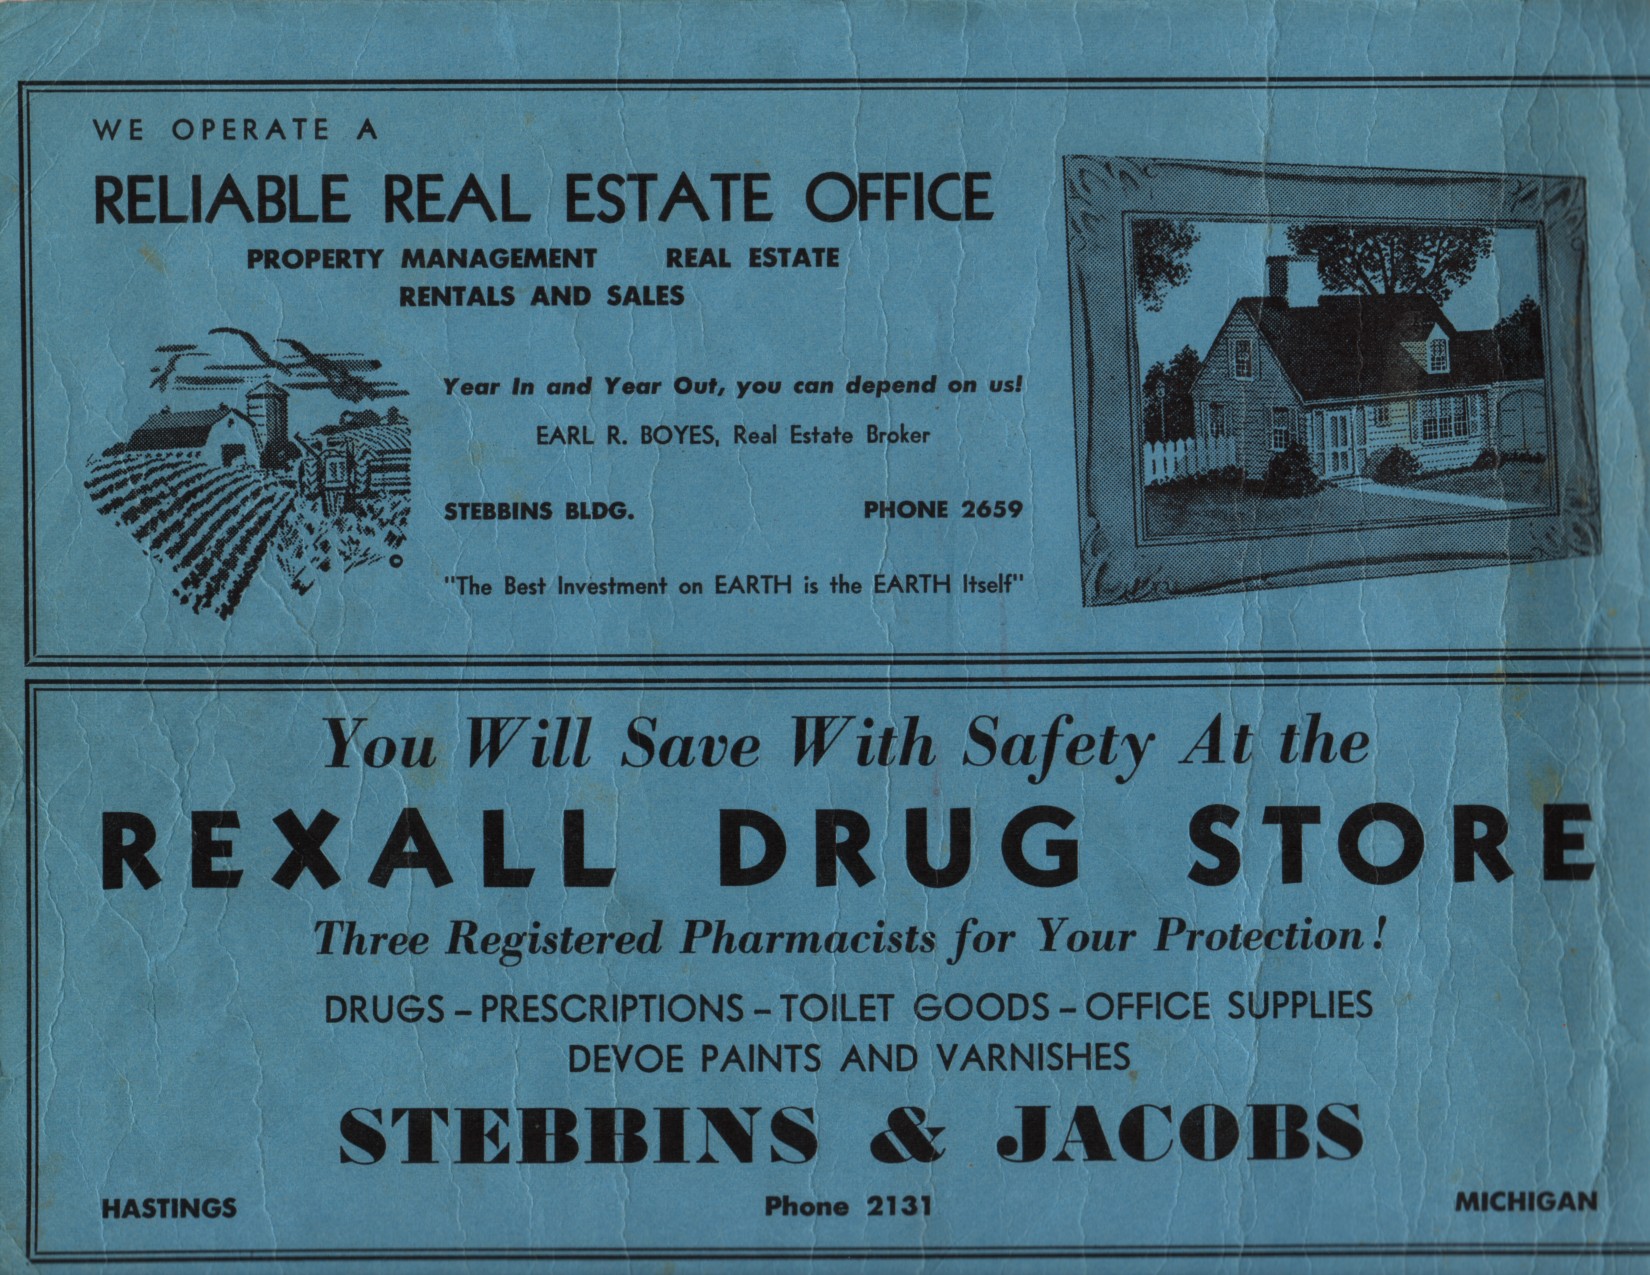 WE OPERATE A
RELIABLE REAL ESTATE OFFICE
PROPERTY MANAGEMENT REAL ESTATE
RENTALS AND SALES
Year In and Year Out, you can depend on us!
EARL R. BOYES, Real Estate Broker
STEBBINS BLDG. PHONE 2659
©
"The Best Investment on EARTH is the EARTH Itself"
You Will Save With Safety At the
REXALL DRUG STORE
Three Registered Pharmacists for Your Protection!
DRUGS – PRESCRIPTIONS – TOILET GOODS – OFFICE SUPPLIES
DEVOE PAINTS AND VARNISHES
STEBBINS & JACOBS
HASTINGS Phone 2131 MICHIGAN